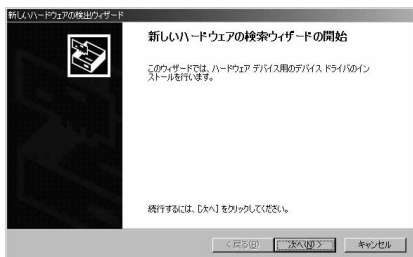 新しいハードウェアの検出ウィザード
新しいハードウェアの検索ウィザードの開始
このウィザードでは、ハードウェア デバイス用のデバイス ドライバのイン
ストールを行います。
続行するには、[次へ] をクリックしてください。
< 戻る(B) 次へ(N) > キャンセル